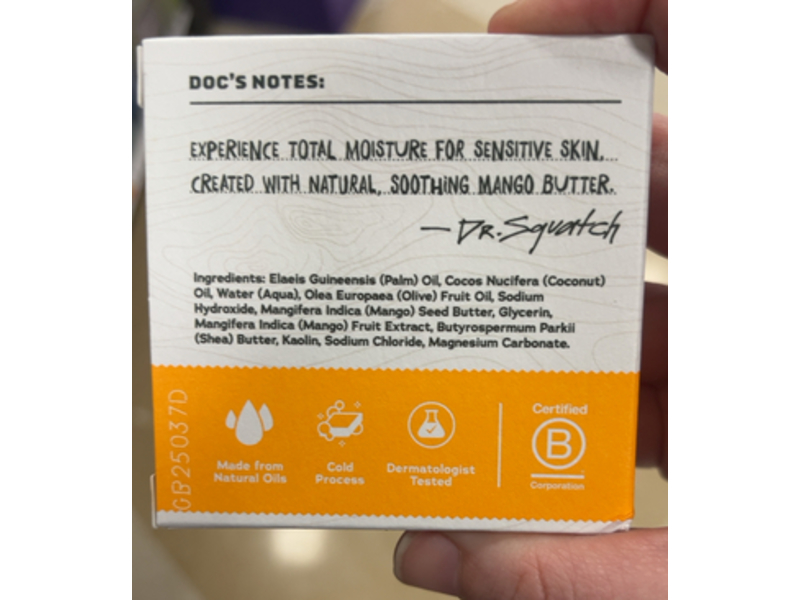 DOC'S NOTES:
EXPERIENCE TOTAL MOISTURE FOR SENSITIVE SKIN,
CREATED WITH NATURAL, SOOTHING MANGO BUTTER.
— DR. Squatch
Ingredients: Elaeis Guineensis (Palm) Oil, Cocos Nucifera (Coconut)
Oil, Water (Aqua), Olea Europaea (Olive) Fruit Oil, Sodium
Hydroxide, Mangifera Indica (Mango) Seed Butter, Glycerin,
Mangifera Indica (Mango) Fruit Extract, Butyrospermum Parkii
(Shea) Butter, Kaolin, Sodium Chloride, Magnesium Carbonate.
GB25037D
Made from
Natural Oils
Cold
Process
Dermatologist
Tested
Certified
B
Corporation